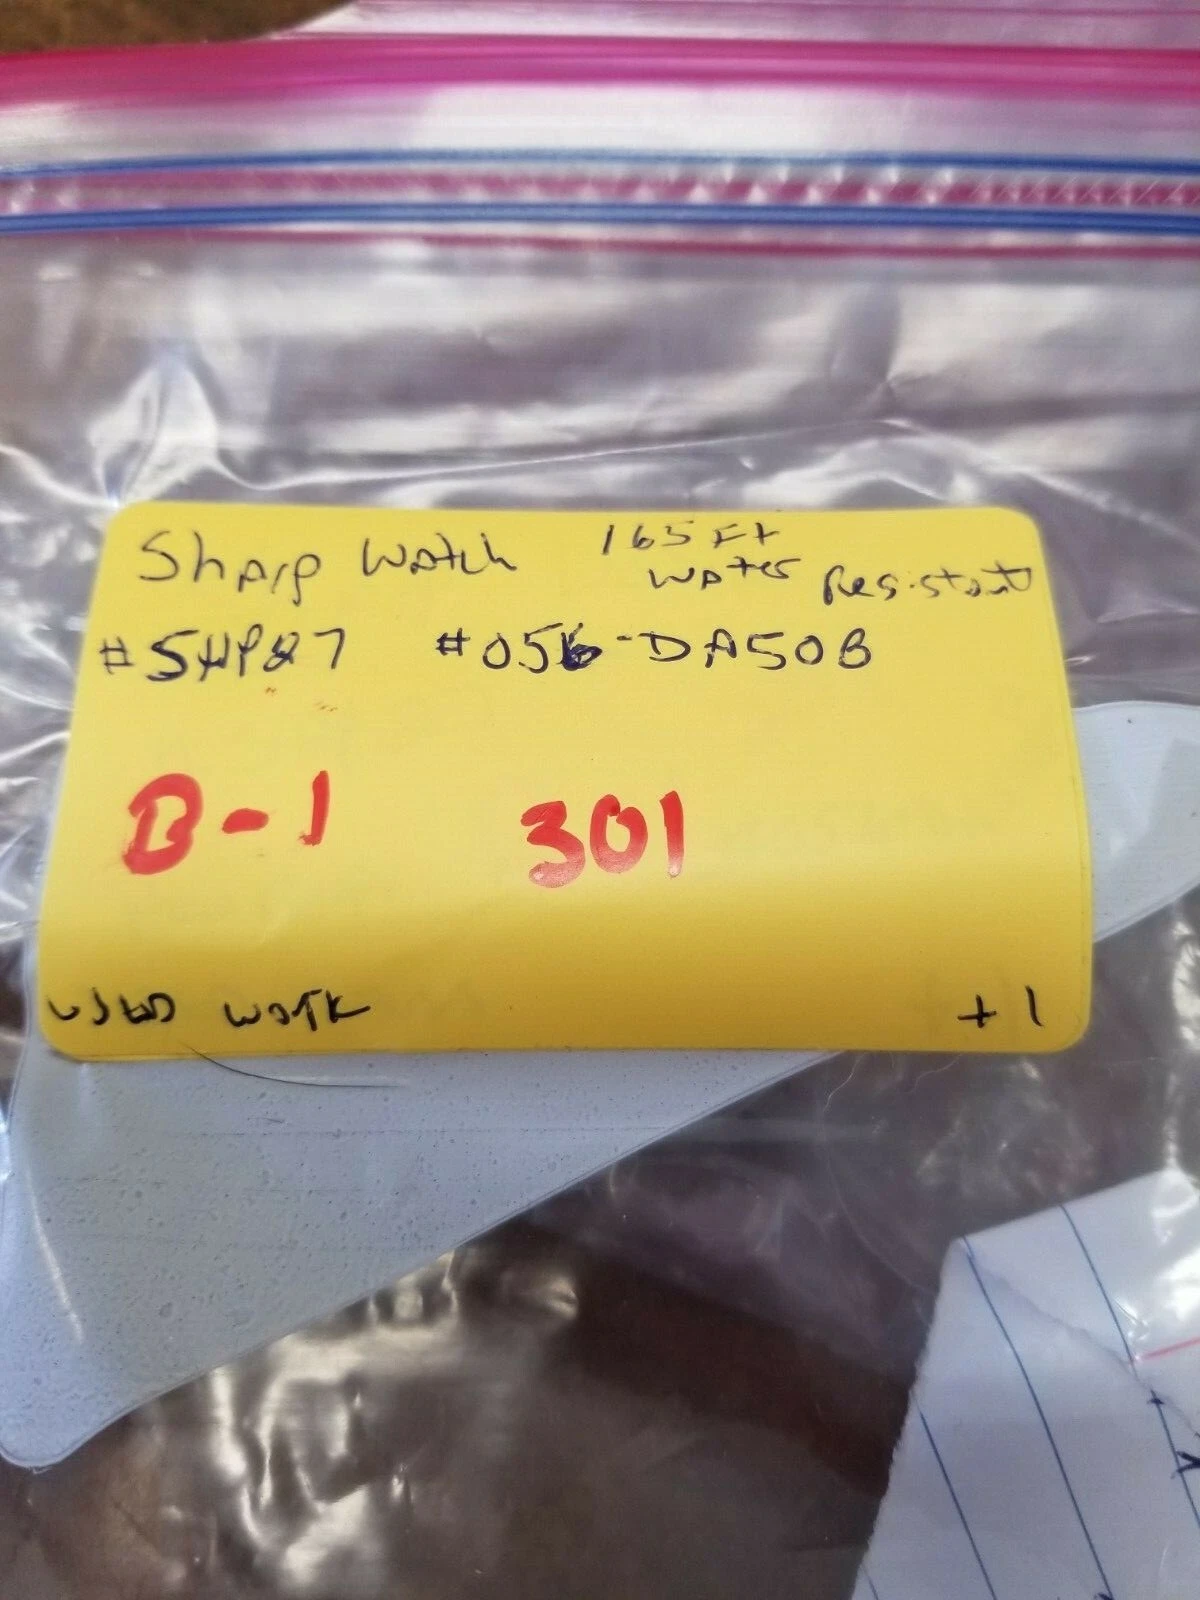 Sharp Watch 165 Ft
Water Resistant
#SHP87 #056-DA50B
B-1 301
used work +1